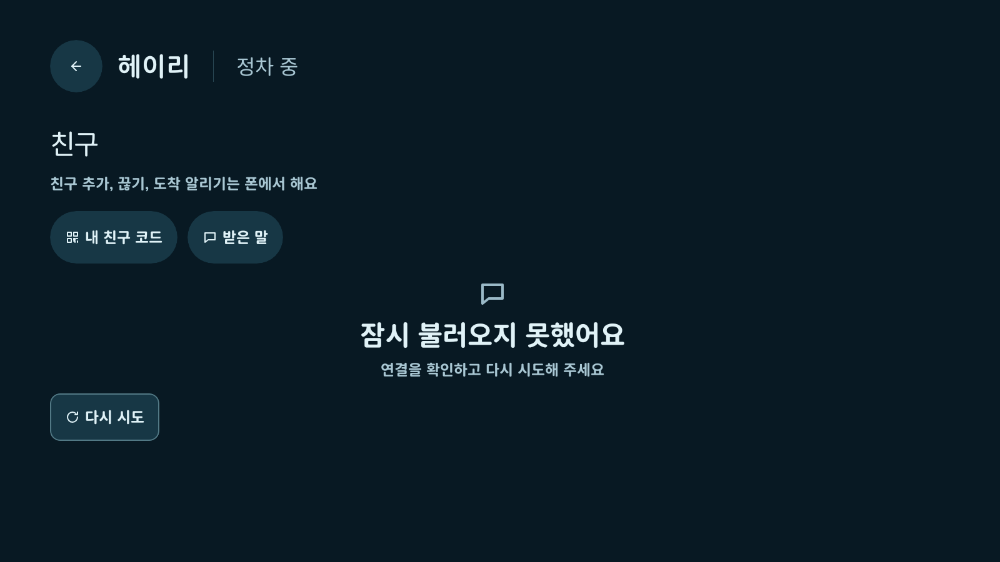 헤이리
정차 중
친구
친구 추가, 끊기, 도착 알리기는 폰에서 해요
내 친구 코드
받은 말
잠시 불러오지 못했어요
연결을 확인하고 다시 시도해 주세요
다시 시도